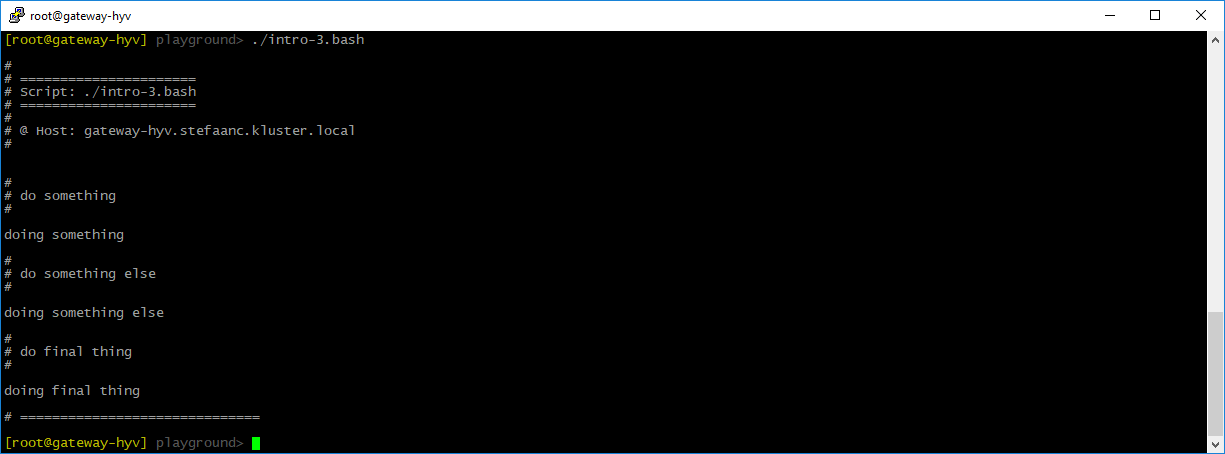 root@gateway-hyv
[root@gateway-hyv] playground> ./intro-3.bash
#
# ======================
# Script: ./intro-3.bash
# ======================
#
# @ Host: gateway-hyv.stefaanc.kluster.local
#
#
# do something
#
doing something
#
# do something else
#
doing something else
#
# do final thing
#
doing final thing
# ==============================
[root@gateway-hyv] playground>